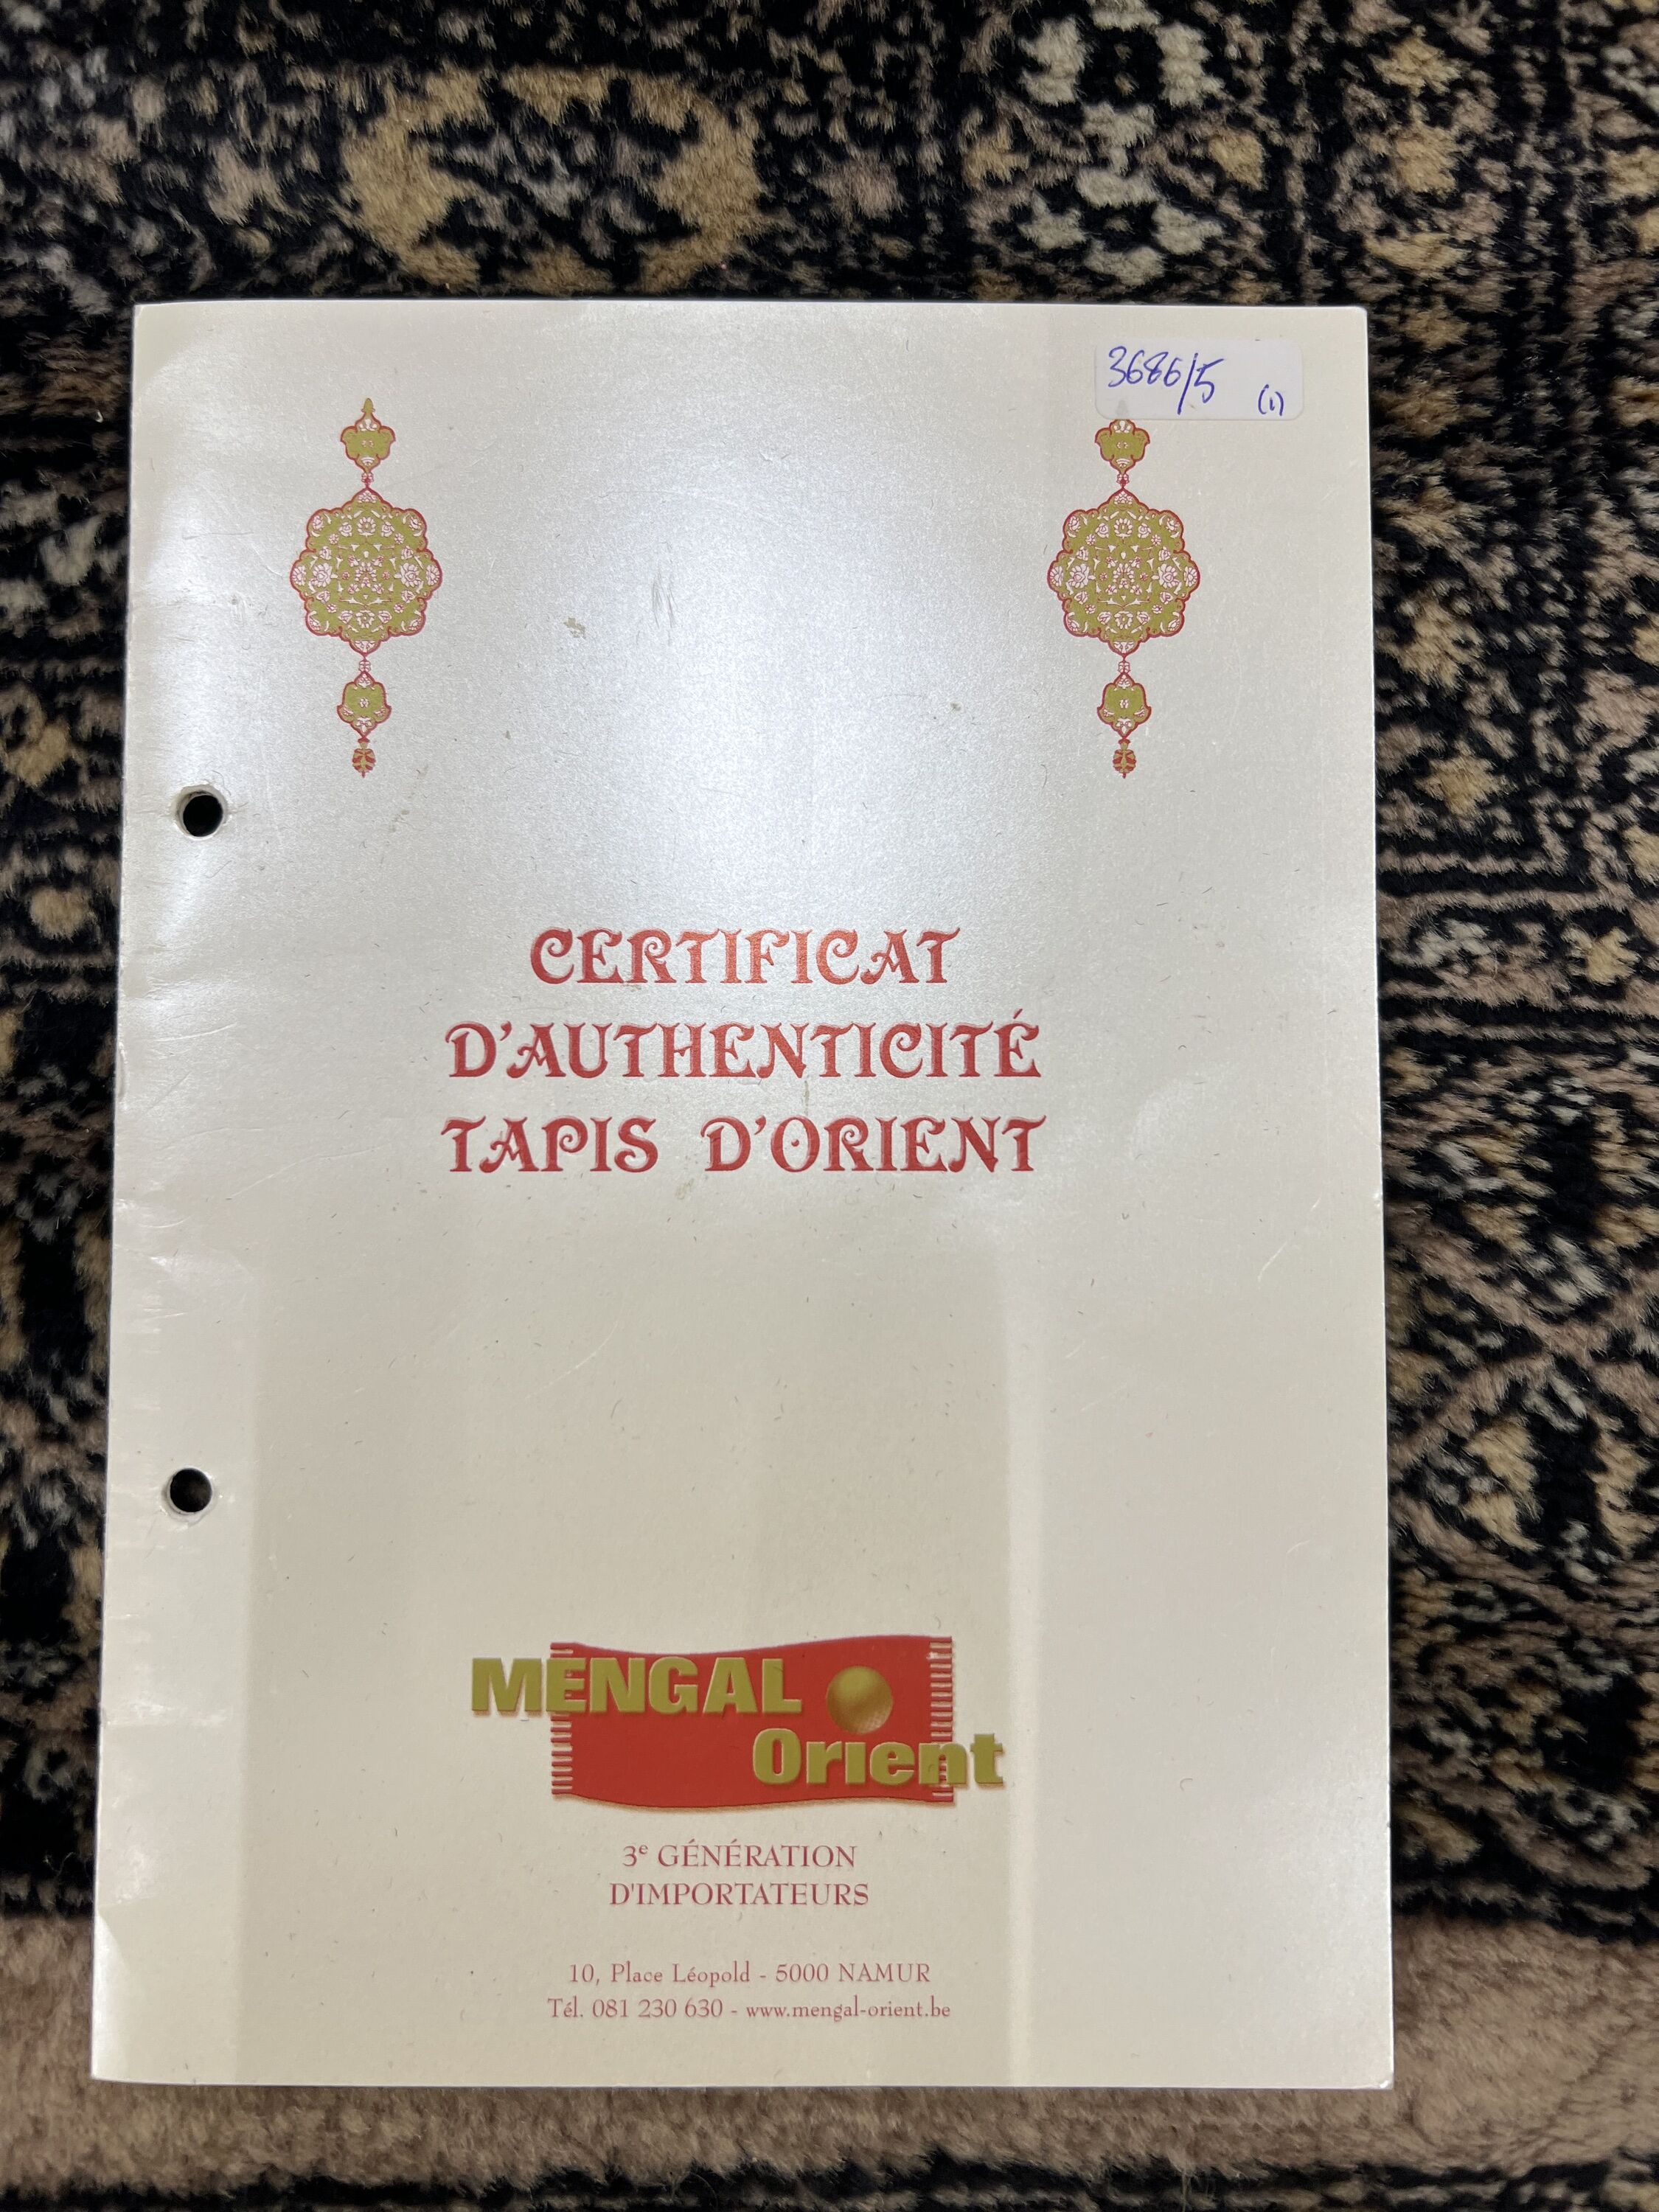 3686/5 (1)
CERTIFICAT
D'AUTHENTICITÉ
TAPIS D'ORIENT
MENGAL
Orient
3e GÉNÉRATION
D'IMPORTATEURS
10, Place Léopold - 5000 NAMUR
Tél. 081 230 630 - www.mengal-orient.be